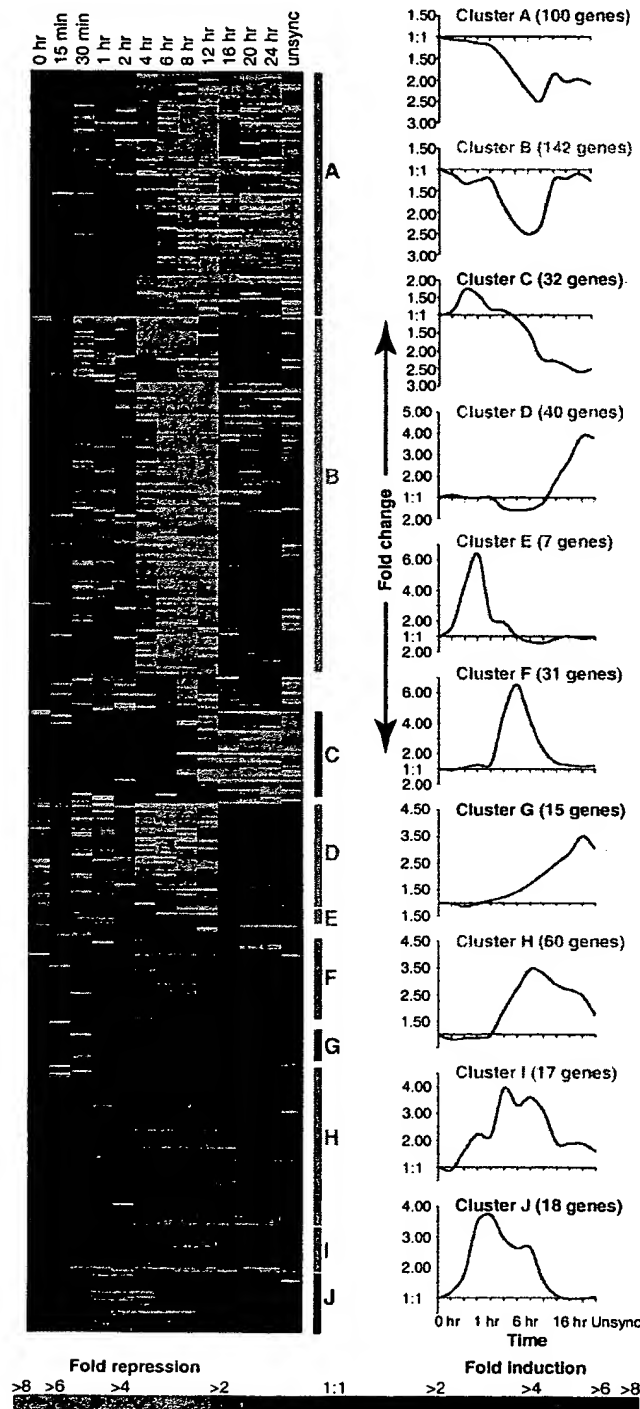 0 hr
15 min
30 min
1 hr
2 hr
4 hr
6 hr
8 hr
12 hr
16 hr
20 hr
24 hr
unsync
A
B
C
D
E
F
G
H
I
J
Fold change
Cluster A (100 genes)
1.50
1:1
1.50
2.00
2.50
3.00
Cluster B (142 genes)
1.50
1:1
1.50
2.00
2.50
3.00
Cluster C (32 genes)
2.00
1.50
1:1
1.50
2.00
2.50
3.00
Cluster D (40 genes)
5.00
4.00
3.00
2.00
1:1
2.00
Cluster E (7 genes)
6.00
4.00
2.00
1:1
2.00
Cluster F (31 genes)
6.00
4.00
2.00
1:1
2.00
Cluster G (15 genes)
4.50
3.50
2.50
1.50
1.50
Cluster H (60 genes)
4.50
3.50
2.50
1.50
Cluster I (17 genes)
4.00
3.00
2.00
1:1
Cluster J (18 genes)
4.00
3.00
2.00
1:1
0 hr 1 hr 6 hr 16 hr Unsync
Time
Fold repression Fold induction
>8 >6 >4 >2 1:1 >2 >4 >6 >8